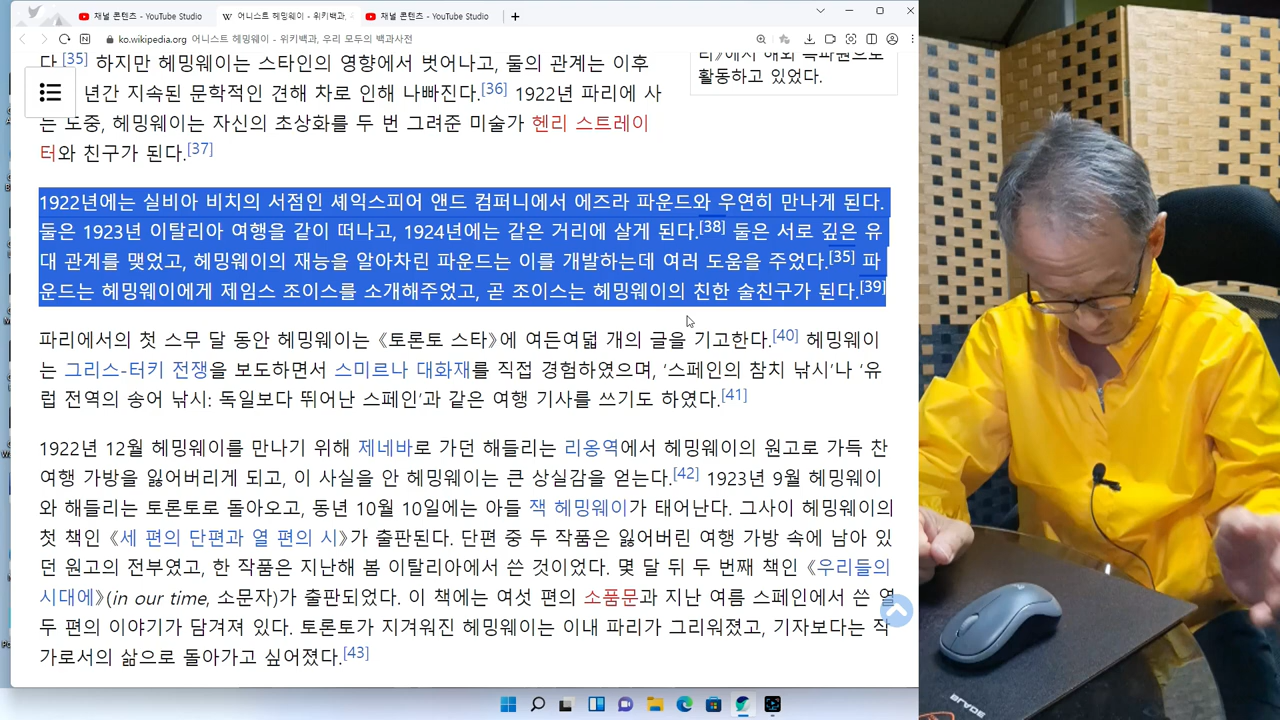 재널 콘텐츠 - YouTube Studio
어니스트 헤밍웨이 - 위키백과,
재널 콘텐츠 - YouTube Studio
ko.wikipedia.org 어니스트 헤밍웨이 - 위키백과, 우리 모두의 백과사전
다.[35] 하지만 헤밍웨이는 스타인의 영향에서 벗어나고, 둘의 관계는 이후
년간 지속된 문학적인 견해 차로 인해 나빠진다.[36] 1922년 파리에 사
는 도중, 헤밍웨이는 자신의 초상화를 두 번 그려준 미술가 헨리 스트레이
터와 친구가 된다.[37]
리》에서 해외 특파원으로
활동하고 있었다.
1922년에는 실비아 비치의 서점인 셰익스피어 앤드 컴퍼니에서 에즈라 파운드와 우연히 만나게 된다.
둘은 1923년 이탈리아 여행을 같이 떠나고, 1924년에는 같은 거리에 살게 된다.[38] 둘은 서로 깊은 유
대 관계를 맺었고, 헤밍웨이의 재능을 알아차린 파운드는 이를 개발하는데 여러 도움을 주었다.[35] 파
운드는 헤밍웨이에게 제임스 조이스를 소개해주었고, 곧 조이스는 헤밍웨이의 친한 술친구가 된다.[39]
파리에서의 첫 스무 달 동안 헤밍웨이는 《토론토 스타》에 여든여덟 개의 글을 기고한다.[40] 헤밍웨이
는 그리스-터키 전쟁을 보도하면서 스미르나 대화재를 직접 경험하였으며, ‘스페인의 참치 낚시’나 ‘유
럽 전역의 송어 낚시: 독일보다 뛰어난 스페인’과 같은 여행 기사를 쓰기도 하였다.[41]
1922년 12월 헤밍웨이를 만나기 위해 제네바로 가던 해들리는 리옹역에서 헤밍웨이의 원고로 가득 찬
여행 가방을 잃어버리게 되고, 이 사실을 안 헤밍웨이는 큰 상실감을 얻는다.[42] 1923년 9월 헤밍웨이
와 해들리는 토론토로 돌아오고, 동년 10월 10일에는 아들 잭 헤밍웨이가 태어난다. 그사이 헤밍웨이의
첫 책인 《세 편의 단편과 열 편의 시》가 출판된다. 단편 중 두 작품은 잃어버린 여행 가방 속에 남아 있
던 원고의 전부였고, 한 작품은 지난해 봄 이탈리아에서 쓴 것이었다. 몇 달 뒤 두 번째 책인 《우리들의
시대에》(in our time, 소문자)가 출판되었다. 이 책에는 여섯 편의 소품문과 지난 여름 스페인에서 쓴 열
두 편의 이야기가 담겨져 있다. 토론토가 지겨워진 헤밍웨이는 이내 파리가 그리워졌고, 기자보다는 작
가로서의 삶으로 돌아가고 싶어졌다.[43]